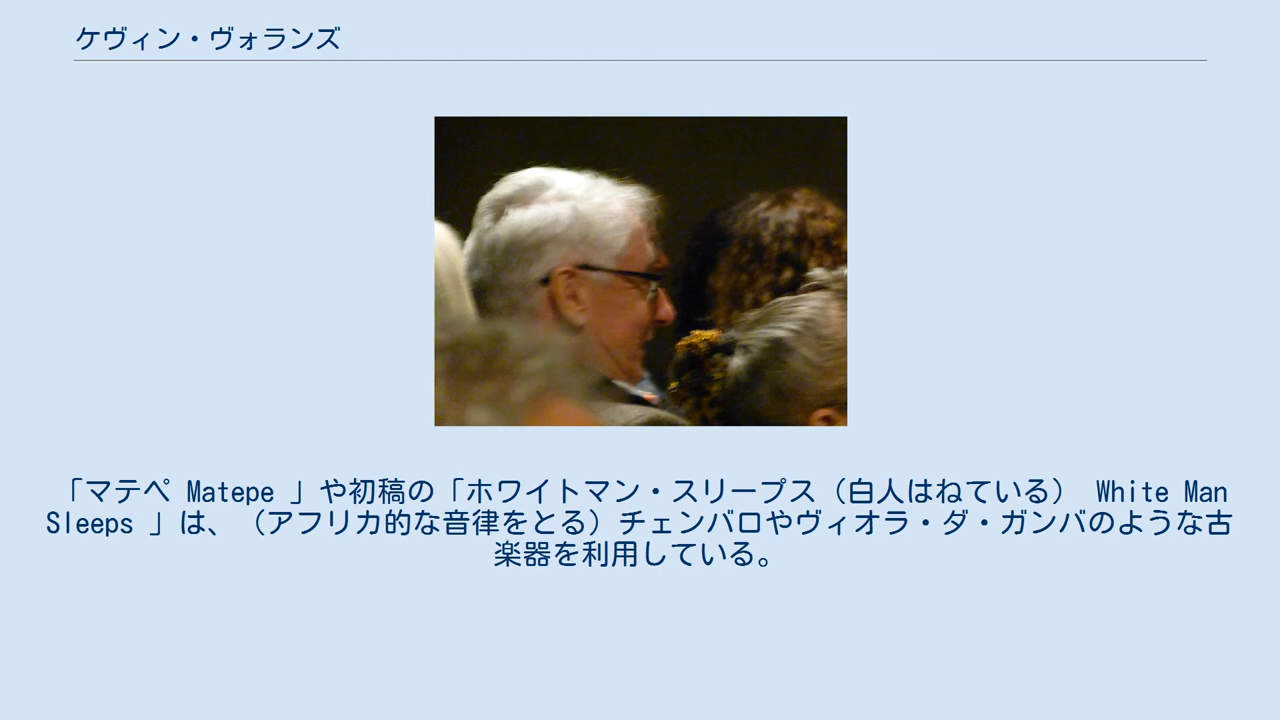 ケヴィン・ヴォランズ
「マテペ Matepe 」や初稿の「ホワイトマン・スリープス（白人はねている） White Man
Sleeps 」は、（アフリカ的な音律をとる）チェンバロやヴィオラ・ダ・ガンバのような古
楽器を利用している。